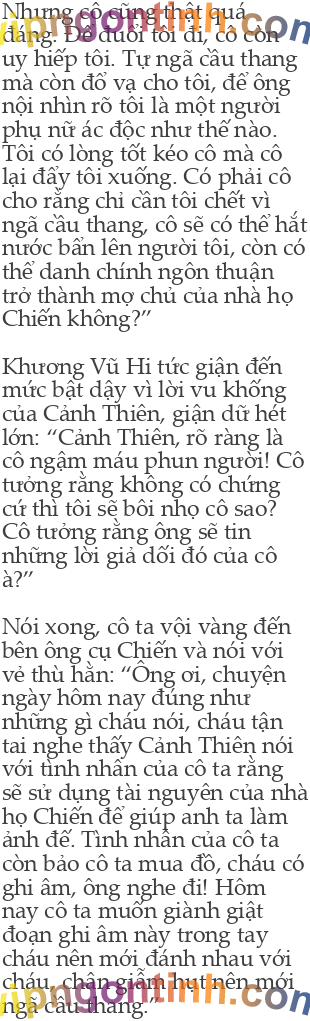 Nhưng cô cũng thật quá
đáng. Để đuổi tôi đi, cô còn
uy hiếp tôi. Tự ngã cầu thang
mà còn đổ vạ cho tôi, để ông
nội nhìn rõ tôi là một người
phụ nữ ác độc như thế nào.
Tôi có lòng tốt kéo cô mà cô
lại đẩy tôi xuống. Có phải cô
cho rằng chỉ cần tôi chết vì
ngã cầu thang, cô sẽ có thể hắt
nước bẩn lên người tôi, còn có
thể danh chính ngôn thuận
trở thành mợ chủ của nhà họ
Chiến không?”
Khương Vũ Hi tức giận đến
mức bật dậy vì lời vu khống
của Cảnh Thiên, giận dữ hét
lớn: “Cảnh Thiên, rõ ràng là
cô ngậm máu phun người! Cô
tưởng rằng không có chứng
cứ thì tôi sẽ bôi nhọ cô sao?
Cô tưởng rằng ông sẽ tin
những lời giả dối đó của cô
à?”
Nói xong, cô ta vội vàng đến
bên ông cụ Chiến và nói với
vẻ thù hằn: “Ông ơi, chuyện
ngày hôm nay đúng như
những gì cháu nói, cháu tận
tai nghe thấy Cảnh Thiên nói
với tình nhân của cô ta rằng
sẽ sử dụng tài nguyên của nhà
họ Chiến để giúp anh ta làm
ảnh đế. Tình nhân của cô ta
còn bảo cô ta mua đồ, cháu có
ghi âm, ông nghe đi! Hôm
nay cô ta muốn giành giật
đoạn ghi âm này trong tay
cháu nên mới đánh nhau với
cháu, chân giẫm hụt nên mới
ngã cầu thang.”
vipngontinh.com
vipngontinh.com